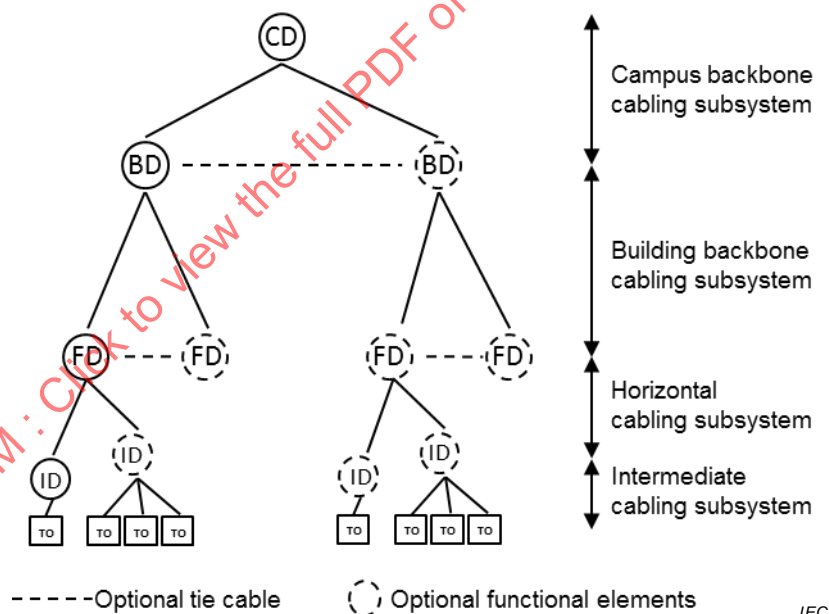 CD
Campus backbone
cabling subsystem
BD
BD
Building backbone
cabling subsystem
FD
FD
FD
FD
Horizontal
cabling subsystem
ID
ID
ID
ID
Intermediate
cabling subsystem
TO
TO
TO
TO
TO
TO
TO
TO
Optional tie cable
Optional functional elements
IEC
M : Click to view the full PDF of